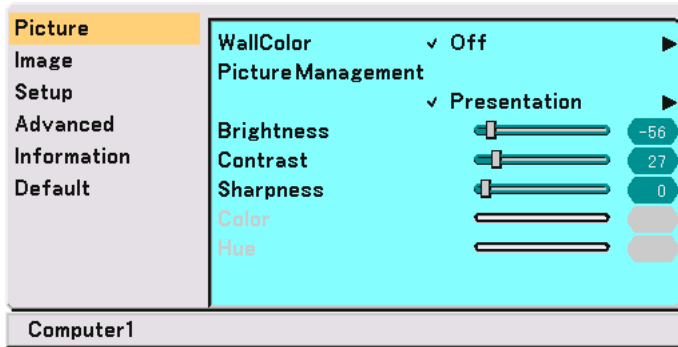 Picture
Image
Setup
Advanced
Information
Default
WallColor ✓ Off ▶
Picture Management
✓ Presentation ▶
Brightness -56
Contrast 27
Sharpness 0
Color
Hue
Computer1